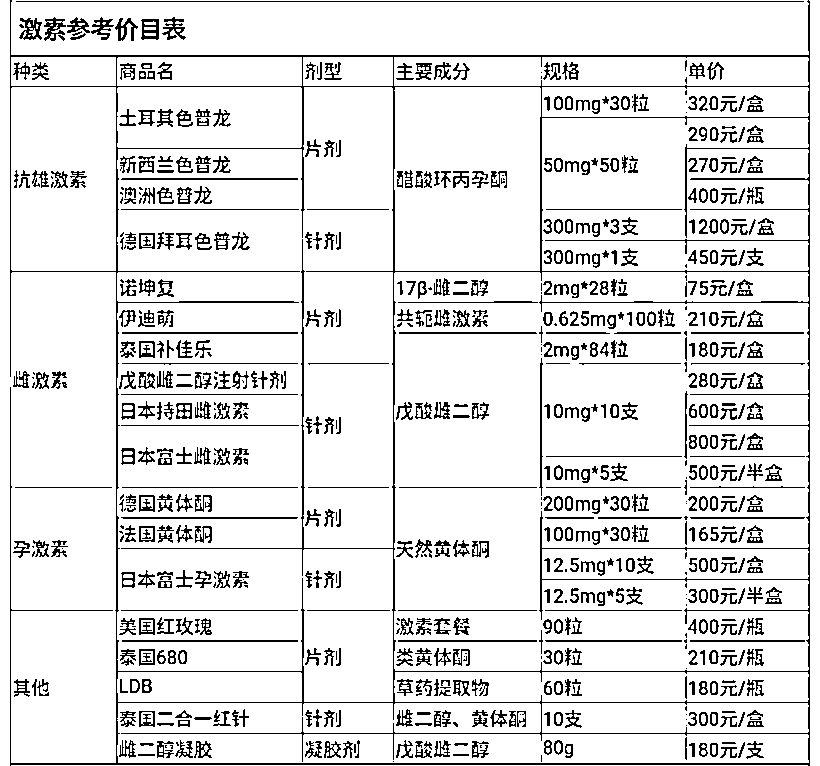 激素参考价目表
种类 商品名 剂型 主要成分 规格 单价
抗雄激素 土耳其色普龙 片剂 醋酸环丙孕酮 100mg*30粒 320元/盒
50mg*50粒 290元/盒
新西兰色普龙 270元/盒
澳洲色普龙 400元/瓶
德国拜耳色普龙 针剂 300mg*3支 1200元/盒
300mg*1支 450元/支
雌激素 诺坤复 片剂 17β-雌二醇 2mg*28粒 75元/盒
伊迪萌 共轭雌激素 0.625mg*100粒 210元/盒
泰国补佳乐 戊酸雌二醇 2mg*84粒 180元/盒
戊酸雌二醇注射针剂 针剂 10mg*10支 280元/盒
日本持田雌激素 600元/盒
日本富士雌激素 800元/盒
10mg*5支 500元/半盒
孕激素 德国黄体酮 片剂 天然黄体酮 200mg*30粒 200元/盒
法国黄体酮 100mg*30粒 165元/盒
日本富士孕激素 针剂 12.5mg*10支 500元/盒
12.5mg*5支 300元/半盒
其他 美国红玫瑰 片剂 激素套餐 90粒 400元/瓶
泰国680 类黄体酮 30粒 210元/瓶
LDB 草药提取物 60粒 180元/瓶
泰国二合一红针 针剂 雌二醇、黄体酮 10支 300元/盒
雌二醇凝胶 凝胶剂 戊酸雌二醇 80g 180元/支